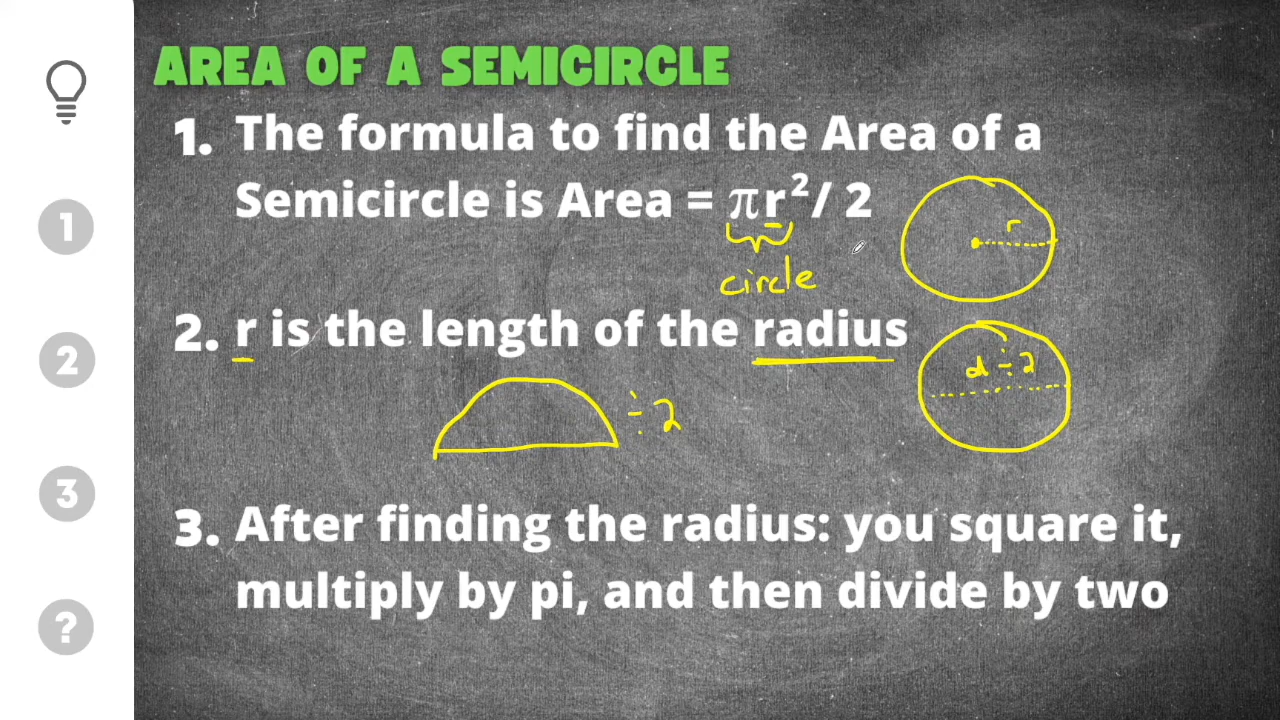 AREA OF A SEMICIRCLE
1. The formula to find the Area of a
Semicircle is Area = πr²/ 2
r
circle
2. r is the length of the radius
d ÷ 2
÷ 2
3. After finding the radius: you square it,
multiply by pi, and then divide by two
1
2
3
?